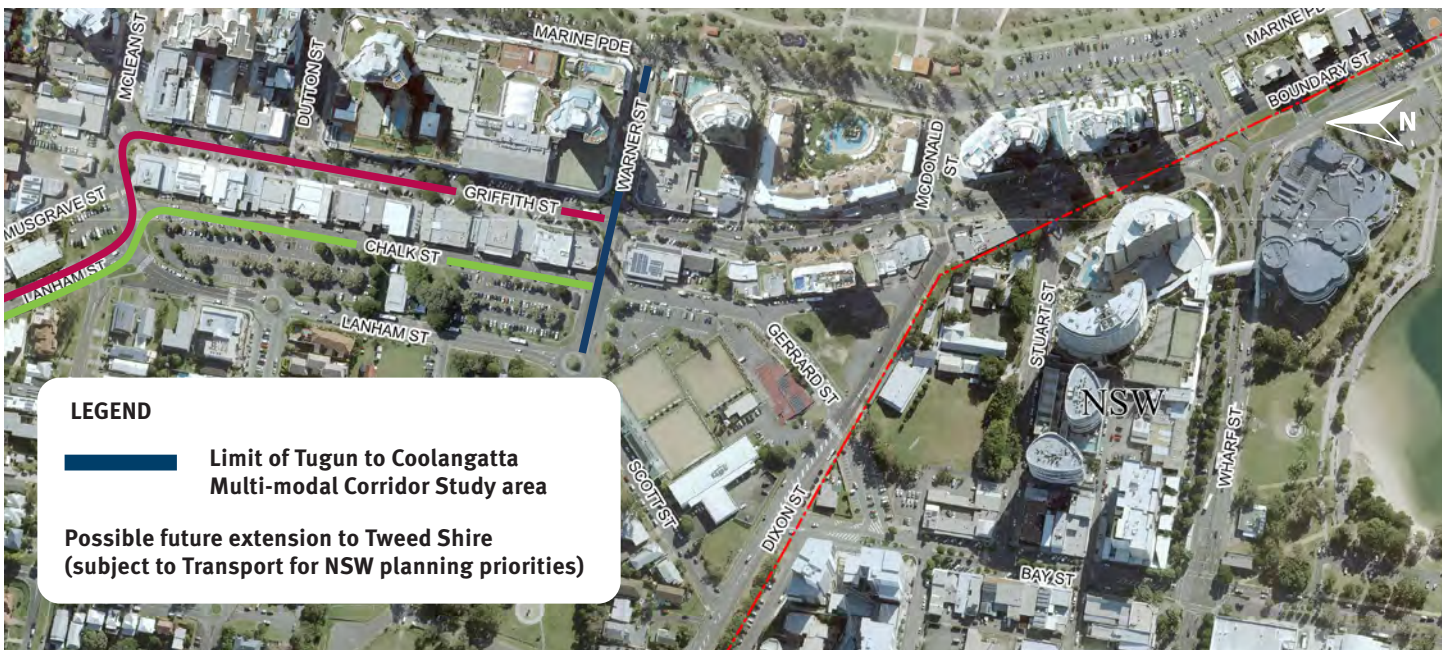 MARINE PDE
MARINE PDE
MCLEAN ST
DUTTON ST
BOUNDARY ST
N
WARNER ST
MCDONALD ST
GRIFFITH ST
MUSGRAVE ST
CHALK ST
LANHAM ST
LANHAM ST
GERRARD ST
STUART ST
NSW
WHARF ST
SCOTT ST
DIXON ST
BAY ST
LEGEND
Limit of Tugun to Coolangatta
Multi-modal Corridor Study area
Possible future extension to Tweed Shire
(subject to Transport for NSW planning priorities)